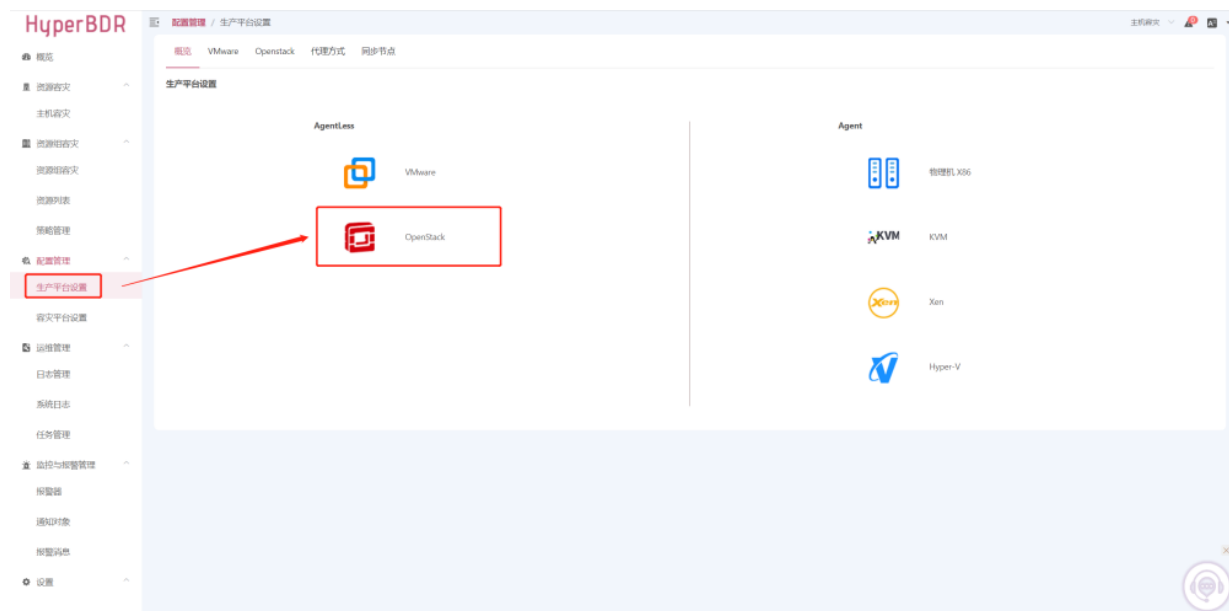 HyperBDR
配置管理 / 生产平台设置
主机容灾
概览
资源容灾
主机容灾
资源组容灾
资源组容灾
资源列表
策略管理
配置管理
生产平台设置
容灾平台设置
运维管理
日志管理
系统日志
任务管理
监控与报警管理
报警器
通知对象
报警消息
设置
概览 VMware Openstack 代理方式 同步节点
生产平台设置
AgentLess
VMware
OpenStack
Agent
物理机 X86
KVM KVM
Xen Xen
Hyper-V